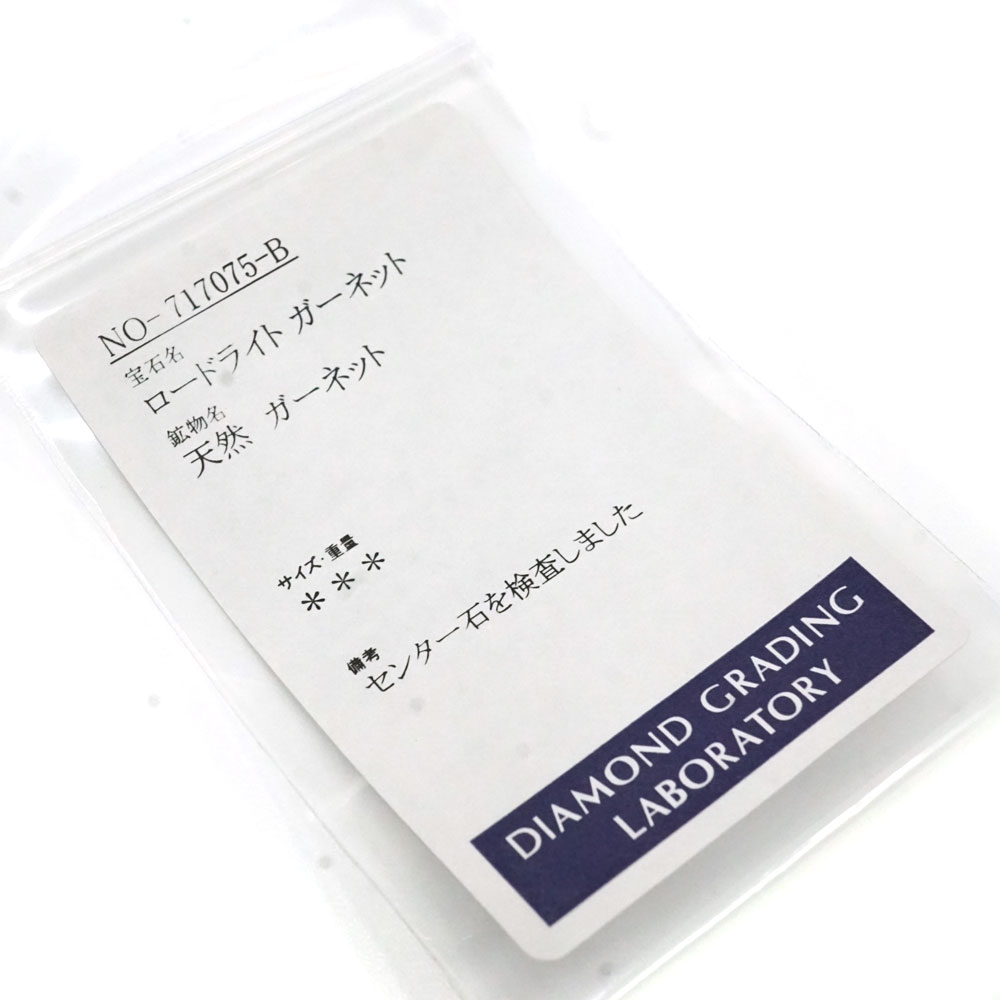 NO-717075-B
宝石名
ロードライト ガーネット
鉱物名
天然 ガーネット
サイズ・重量
＊＊＊
備考
センター石を検査しました
DIAMOND GRADING
LABORATORY